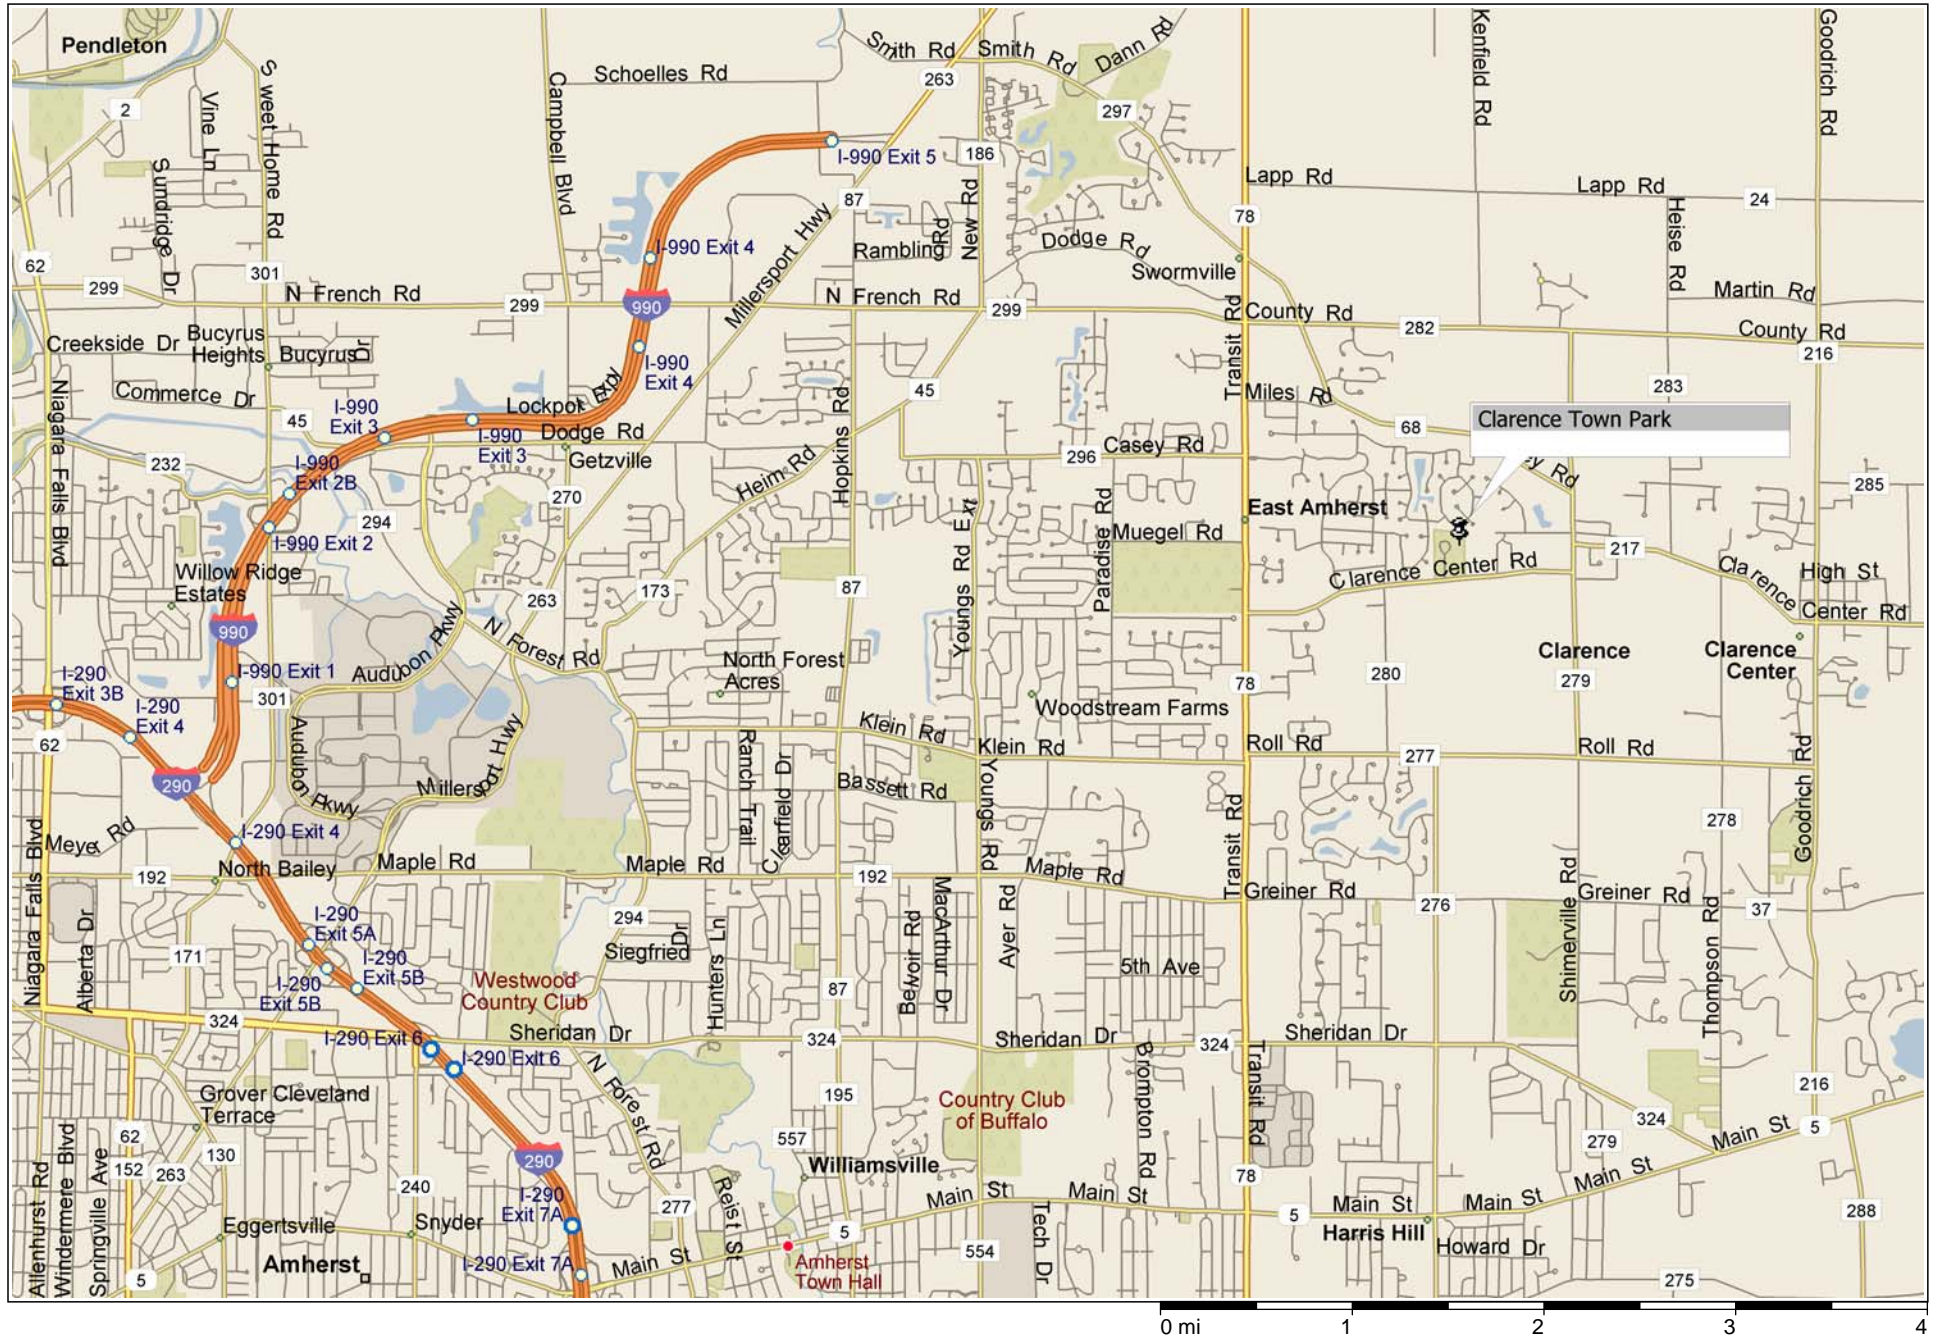 Pendleton
Smith Rd
Smith Rd
Dann Rd
Kenfield Rd
Goodrich Rd
Schoelles Rd
263
S weet Home Rd
Campbell Blvd
2
Vine Ln
297
I-990 Exit 5
186
Sundridge Dr
Lapp Rd
Lapp Rd
24
87
78
New Rd
Heise Rd
Millersport Hwy
Rambling Rd
Dodge Rd
I-990 Exit 4
Swormville
62
301
299
N French Rd
299
990
N French Rd
299
Martin Rd
County Rd
282
County Rd
216
Creekside Dr
Bucyrus
Heights
Bucyrus Dr
I-990
Exit 4
Transit Rd
Commerce Dr
45
283
Miles Rd
I-990
Exit 3
45
Lockpot Expl
68
Clarence Town Park
Niagara Falls Blvd
I-990
Exit 3
Dodge Rd
Getzville
Hopkins Rd
Casey Rd
296
ey Rd
232
I-990
Exit 2B
Heim Rd
270
285
294
Youngs Rd Ext
Paradise Rd
East Amherst
I-990 Exit 2
Muegel Rd
217
Willow Ridge
Estates
Clarence Center Rd
Clarence Center Rd
High St
263
173
87
990
Audubon Pkwy
N Forest Rd
Clarence
Clarence
Center
I-290
Exit 3B
I-990 Exit 1
North Forest
Acres
280
279
78
301
I-290
Exit 4
Woodstream Farms
62
Audubon Pkwy
Millersport Hwy
Ranch Trail
Clearfield Dr
Klein Rd
Klein Rd
Roll Rd
277
Roll Rd
Goodrich Rd
290
Bassett Rd
Youngs Rd
Transit Rd
278
Meyer Rd
I-290 Exit 4
North Bailey
Maple Rd
Maple Rd
192
192
Maple Rd
Greiner Rd
276
Greiner Rd
37
Niagara Falls Blvd
Alberta Dr
I-290
Exit 5A
294
Siegfried Dr
Hunters Ln
Belvoir Rd
MacArthur Dr
Ayer Rd
Shimerville Rd
Thompson Rd
171
I-290
Exit 5B
I-290
Exit 5B
Westwood
Country Club
5th Ave
87
324
I-290 Exit 6
Sheridan Dr
324
Sheridan Dr
324
Sheridan Dr
I-290 Exit 6
N Forest Rd
Brompton Rd
Transit Rd
216
Grover Cleveland
Terrace
195
Country Club
of Buffalo
324
Main St
5
62
557
279
152
263
130
290
Williamsville
78
240
I-290
Exit 7A
277
Reist St
Main St
Main St
Main St
Main St
Main St
5
288
Eggertsville
Snyder
5
Harris Hill
Howard Dr
Allenhurst Rd
Windermere Blvd
Springville Ave
Amherst
I-290 Exit 7A
Main St
Amherst
Town Hall
554
Tech Dr
5
275
0 mi 1 2 3 4